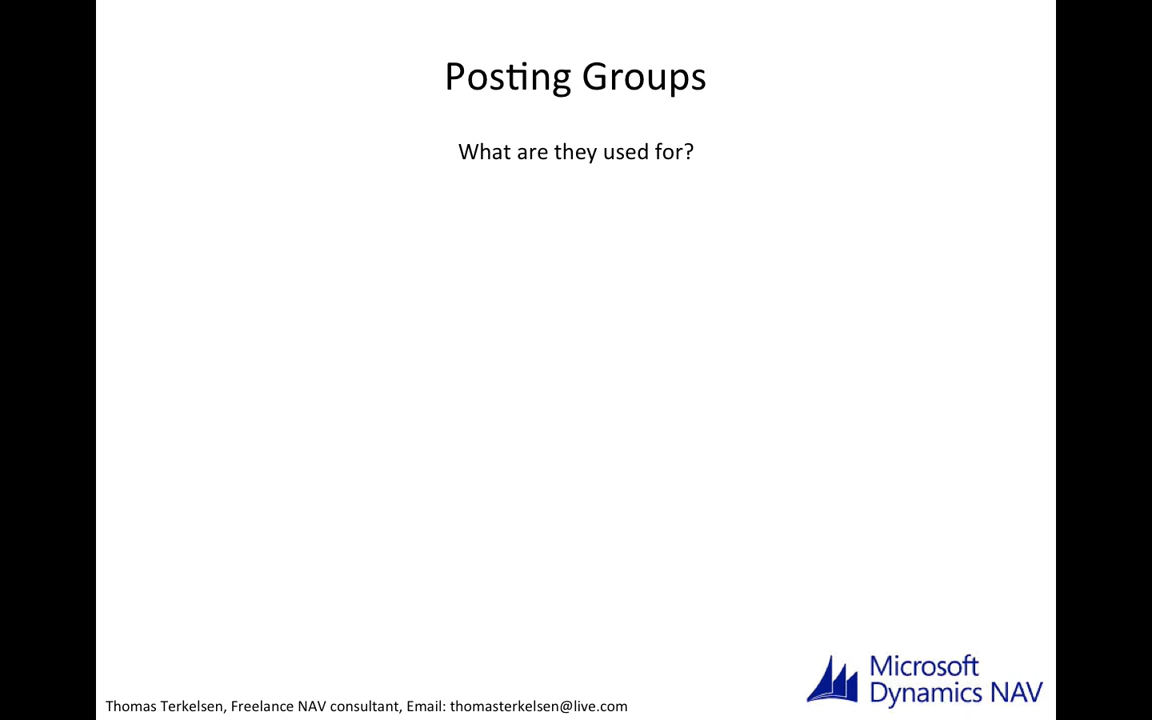 Posting Groups
What are they used for?
Microsoft
Dynamics NAV
Thomas Terkelsen, Freelance NAV consultant, Email: thomasterkelsen@live.com